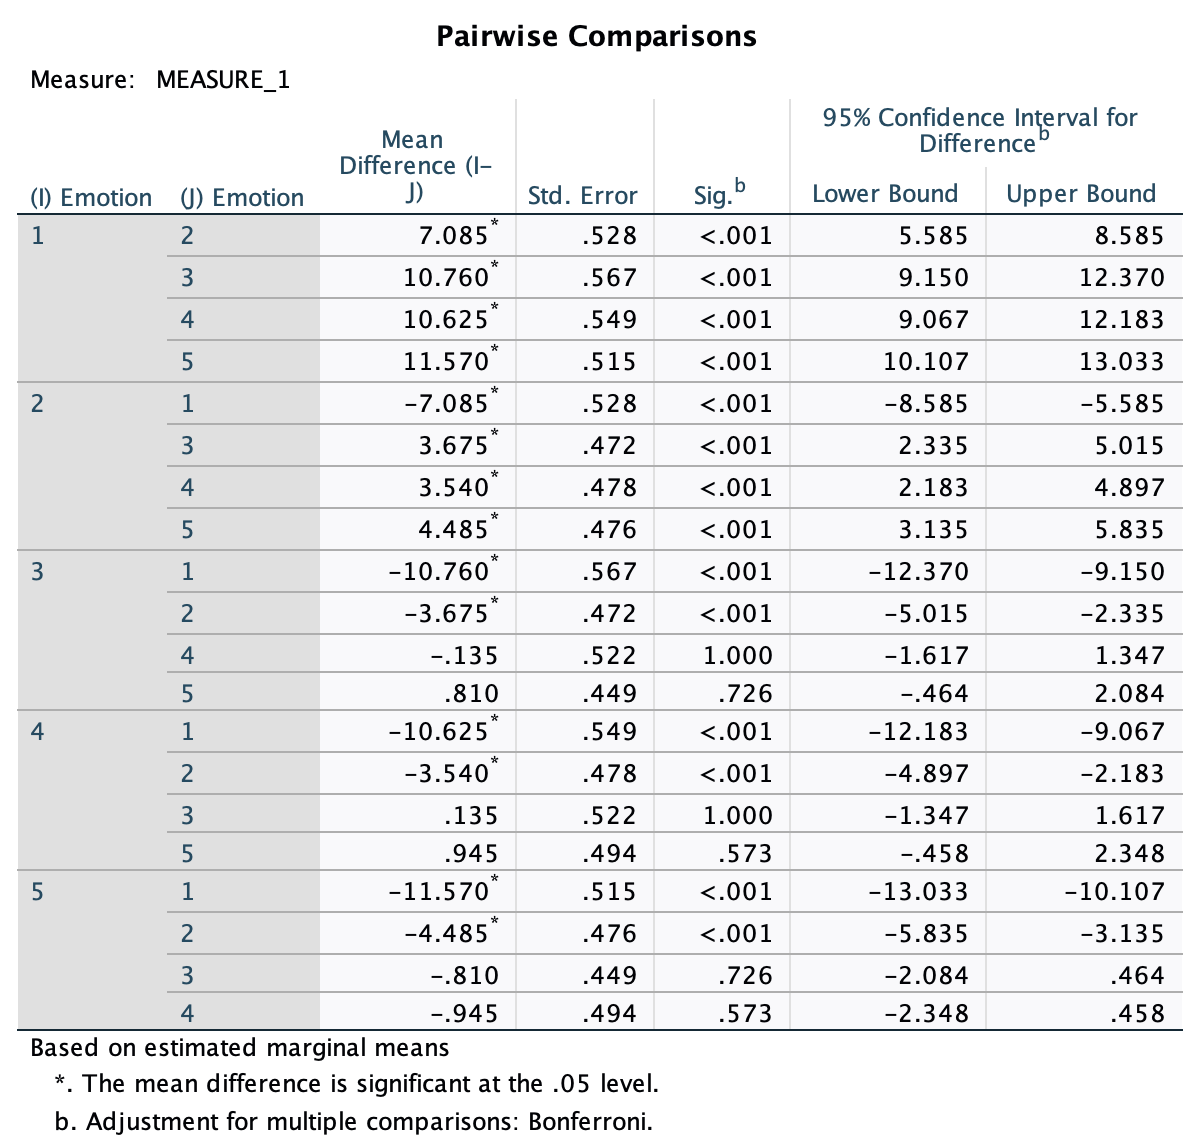 Pairwise Comparisons
Measure: MEASURE_1
95% Confidence Interval for
Difference^b
Mean
Difference (I-
J)
(I) Emotion (J) Emotion Std. Error Sig.^b Lower Bound Upper Bound
1 2 7.085* .528 <.001 5.585 8.585
3 10.760* .567 <.001 9.150 12.370
4 10.625* .549 <.001 9.067 12.183
5 11.570* .515 <.001 10.107 13.033
2 1 -7.085* .528 <.001 -8.585 -5.585
3 3.675* .472 <.001 2.335 5.015
4 3.540* .478 <.001 2.183 4.897
5 4.485* .476 <.001 3.135 5.835
3 1 -10.760* .567 <.001 -12.370 -9.150
2 -3.675* .472 <.001 -5.015 -2.335
4 -.135 .522 1.000 -1.617 1.347
5 .810 .449 .726 -.464 2.084
4 1 -10.625* .549 <.001 -12.183 -9.067
2 -3.540* .478 <.001 -4.897 -2.183
3 .135 .522 1.000 -1.347 1.617
5 .945 .494 .573 -.458 2.348
5 1 -11.570* .515 <.001 -13.033 -10.107
2 -4.485* .476 <.001 -5.835 -3.135
3 -.810 .449 .726 -2.084 .464
4 -.945 .494 .573 -2.348 .458
Based on estimated marginal means
*. The mean difference is significant at the .05 level.
b. Adjustment for multiple comparisons: Bonferroni.